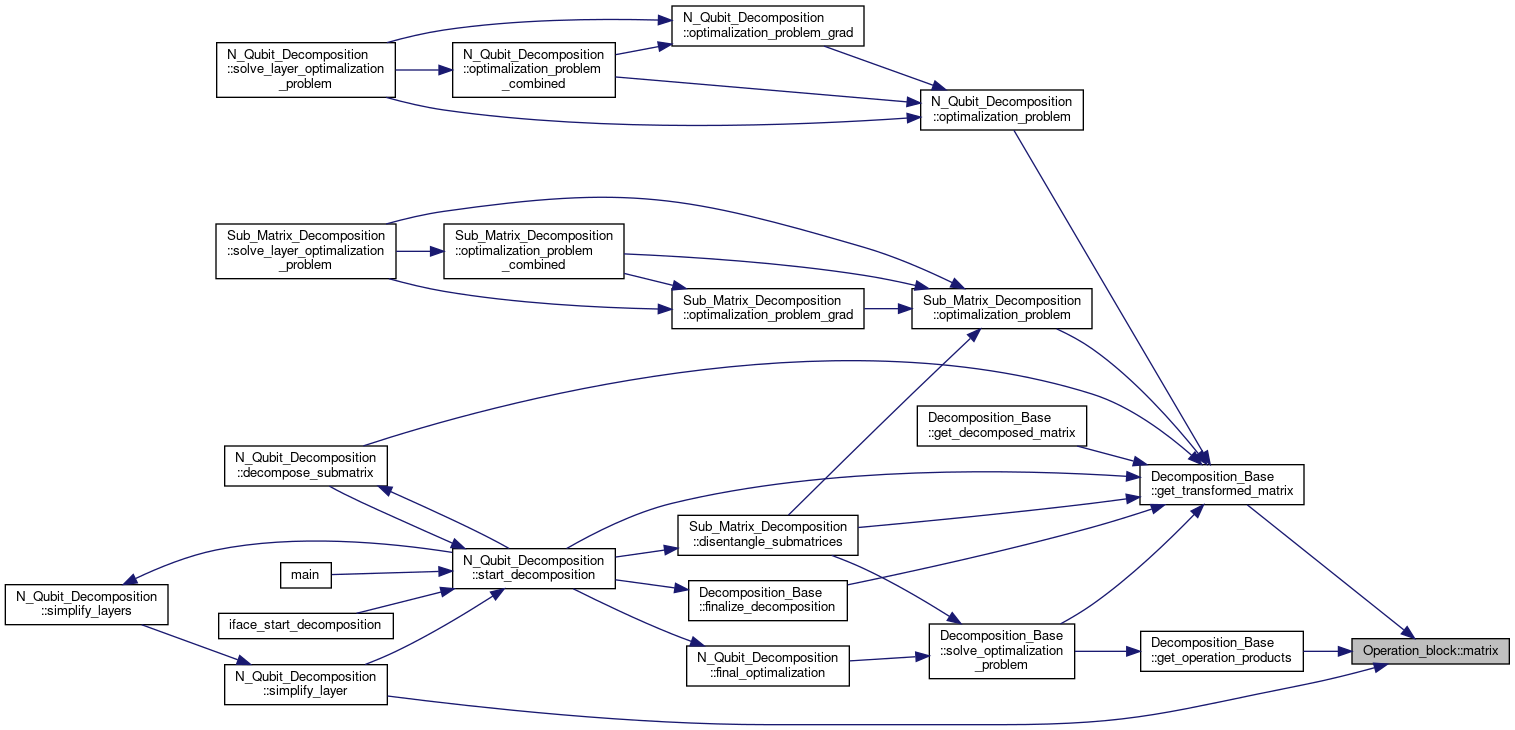 N_Qubit_Decomposition
::optimalization_problem_grad
N_Qubit_Decomposition
::solve_layer_optimalization
_problem
N_Qubit_Decomposition
::optimalization_problem
_combined
N_Qubit_Decomposition
::optimalization_problem
Sub_Matrix_Decomposition
::solve_layer_optimalization
_problem
Sub_Matrix_Decomposition
::optimalization_problem
_combined
Sub_Matrix_Decomposition
::optimalization_problem_grad
Sub_Matrix_Decomposition
::optimalization_problem
Decomposition_Base
::get_decomposed_matrix
N_Qubit_Decomposition
::decompose_submatrix
Decomposition_Base
::get_transformed_matrix
Sub_Matrix_Decomposition
::disentangle_submatrices
N_Qubit_Decomposition
::start_decomposition
main
N_Qubit_Decomposition
::simplify_layers
Decomposition_Base
::finalize_decomposition
iface_start_decomposition
Decomposition_Base
::solve_optimalization
_problem
Decomposition_Base
::get_operation_products
Operation_block::matrix
N_Qubit_Decomposition
::final_optimalization
N_Qubit_Decomposition
::simplify_layer